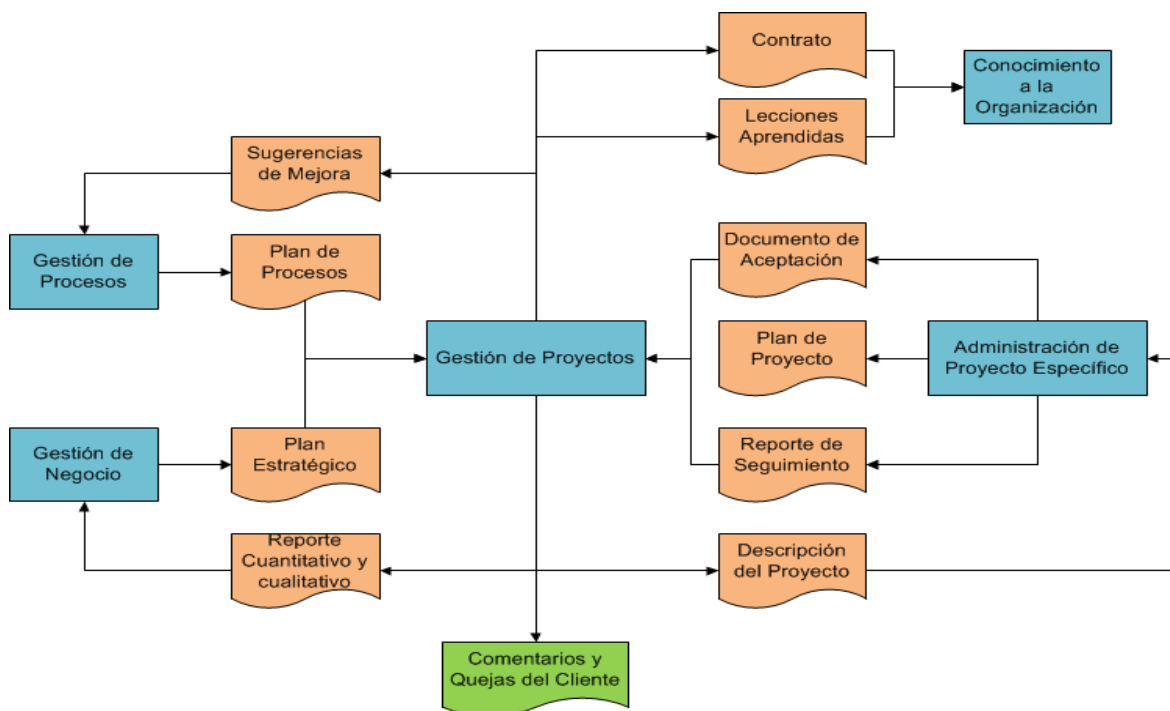 Contrato
Conocimiento
a la
Organización
Lecciones
Aprendidas
Sugerencias
de Mejora
Gestión de
Procesos
Plan de
Procesos
Documento de
Aceptación
Gestión de Proyectos
Plan de
Proyecto
Administración de
Proyecto Específico
Gestión de
Negocio
Plan
Estratégico
Reporte de
Seguimiento
Reporte
Cuantitativo y
cualitativo
Descripción
del Proyecto
Comentarios y
Quejas del Cliente